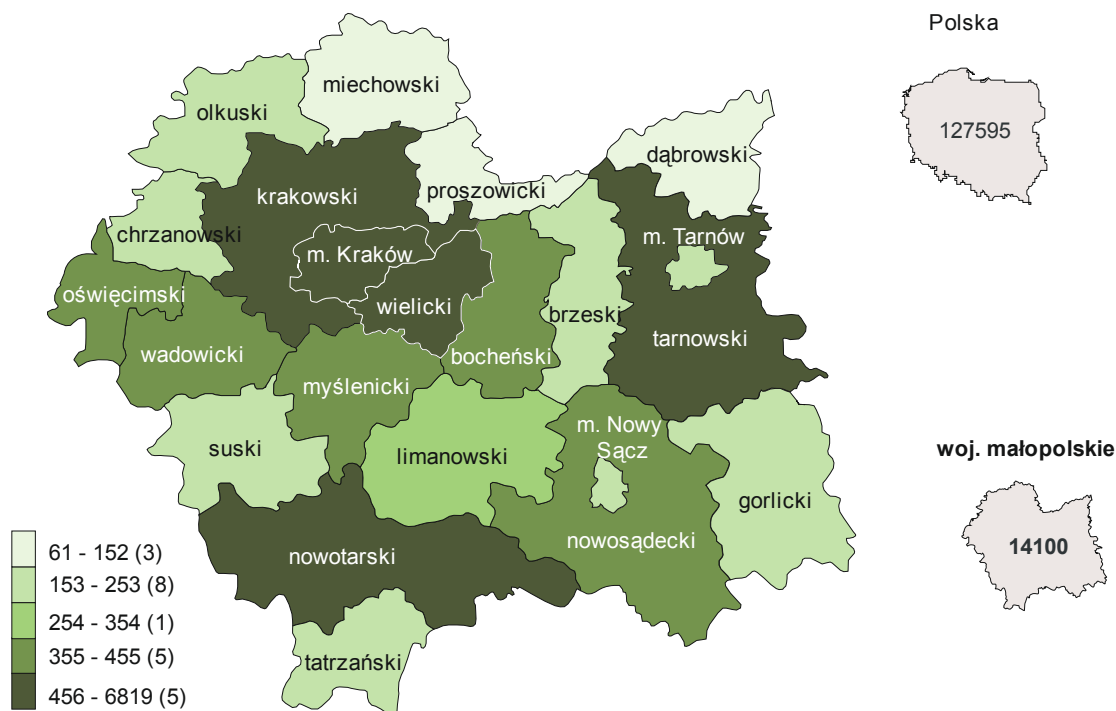 Polska
127595
miechowski
olkuski
dąbrowski
proszowicki
krakowski
chrzanowski
m. Tarnów
m. Kraków
oświęcimski
wielicki
brzeski
tarnowski
wadowicki
bocheński
myślenicki
m. Nowy
Sącz
suski
limanowski
woj. małopolskie
gorlicki
14100
nowosądecki
nowotarski
tatrzański
61 - 152 (3)
153 - 253 (8)
254 - 354 (1)
355 - 455 (5)
456 - 6819 (5)